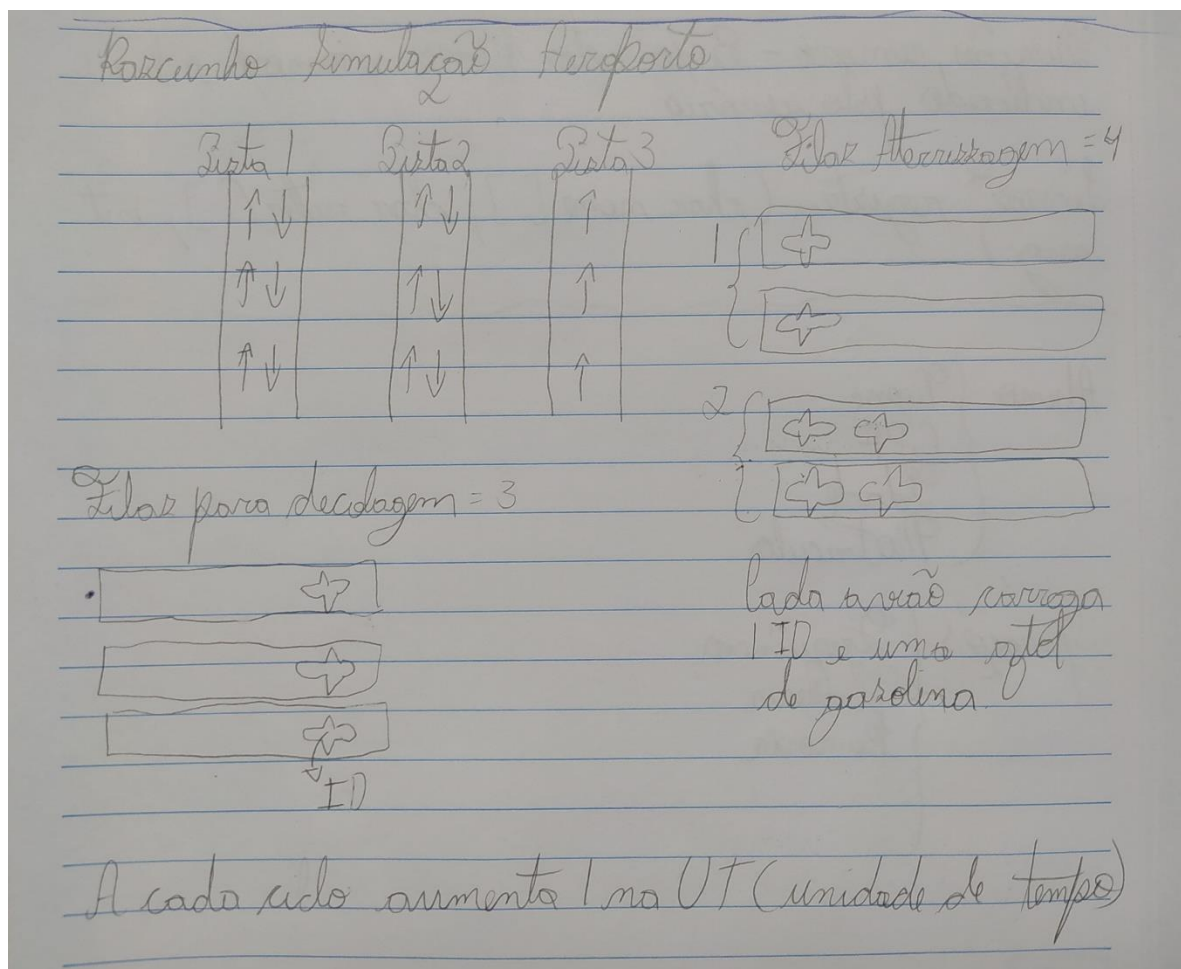 Rascunho Simulação Aeroporto
2
Pista 1 Pista 2 Pista 3
Filas Aterrissagem = 4
1
2
Filas para decolagem = 3
Cada avião carrega
1 ID e uma qtd
de gasolina
ID
A cada ciclo aumenta 1 na UT (unidade de tempo)